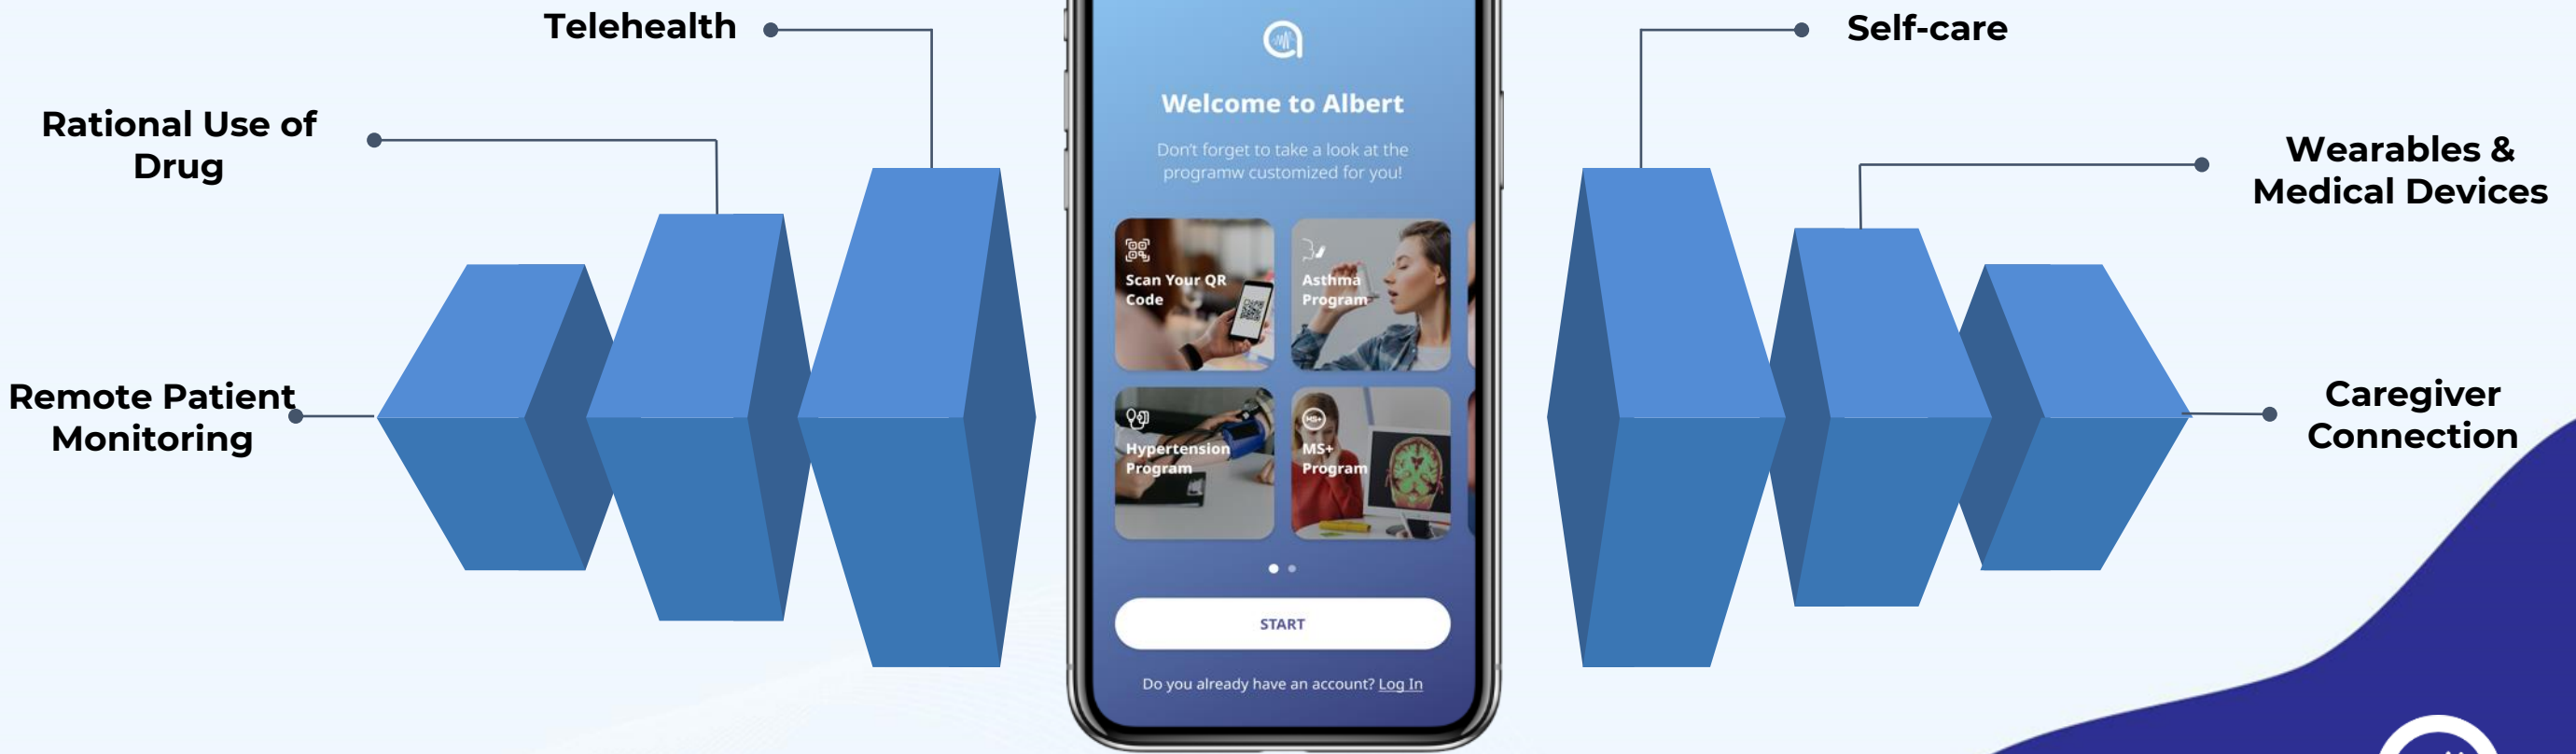 Telehealth
Rational Use of
Drug
Remote Patient
Monitoring
Welcome to Albert
Don't forget to take a look at the
programw customized for you!
Scan Your QR
Code
Asthma
Program
Hypertension
Program
MS+
MS+
Program
START
Do you already have an account? Log In
Self-care
Wearables &
Medical Devices
Caregiver
Connection